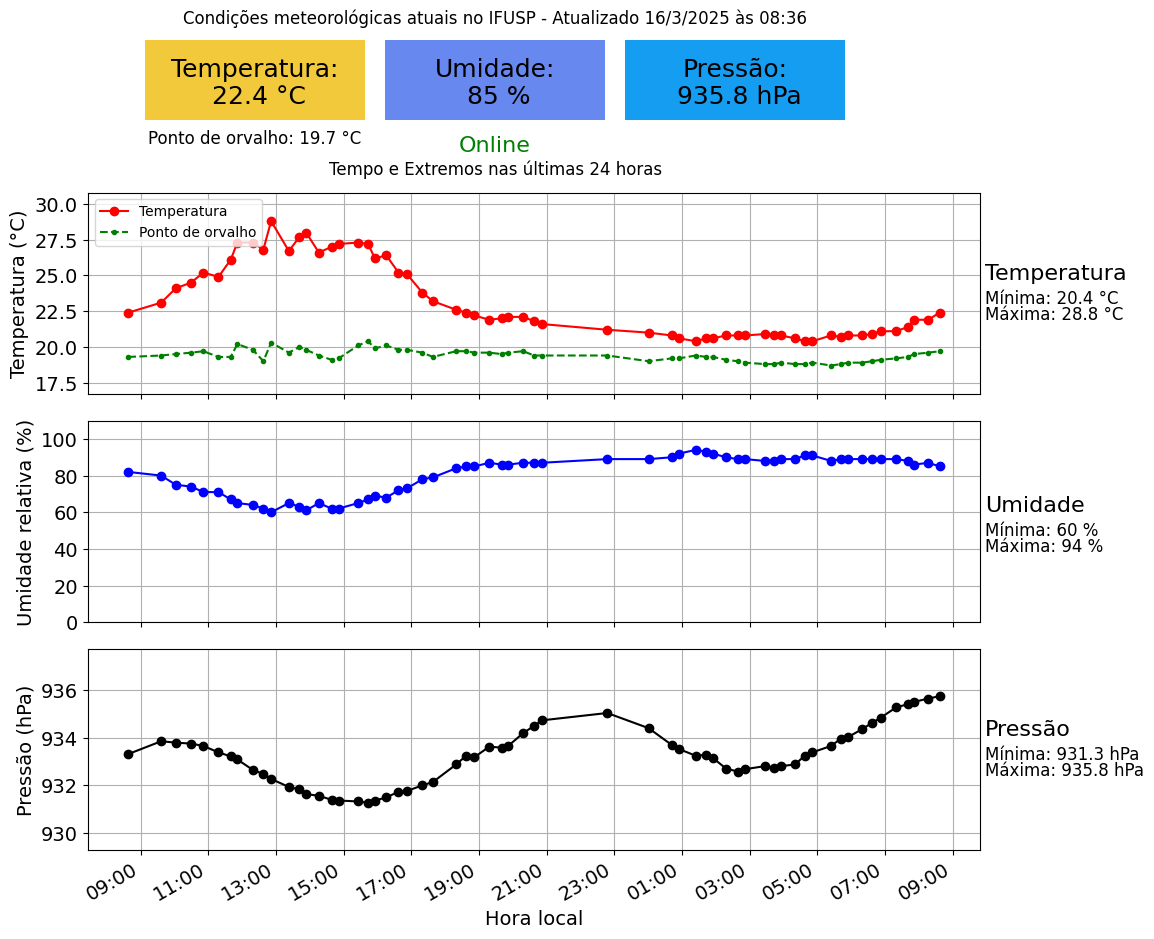 Condições meteorológicas atuais no IFUSP - Atualizado 16/3/2025 às 08:36
Temperatura:
22.4 °C
Umidade:
85 %
Pressão:
935.8 hPa
Ponto de orvalho: 19.7 °C
Online
Tempo e Extremos nas últimas 24 horas
Temperatura (°C)
30.0
27.5
25.0
22.5
20.0
17.5
Temperatura
Ponto de orvalho
Temperatura
Mínima: 20.4 °C
Máxima: 28.8 °C
Umidade relativa (%)
100
80
60
40
20
0
Umidade
Mínima: 60 %
Máxima: 94 %
Pressão (hPa)
936
934
932
930
Pressão
Mínima: 931.3 hPa
Máxima: 935.8 hPa
09:00
11:00
13:00
15:00
17:00
19:00
21:00
23:00
01:00
03:00
05:00
07:00
09:00
Hora local